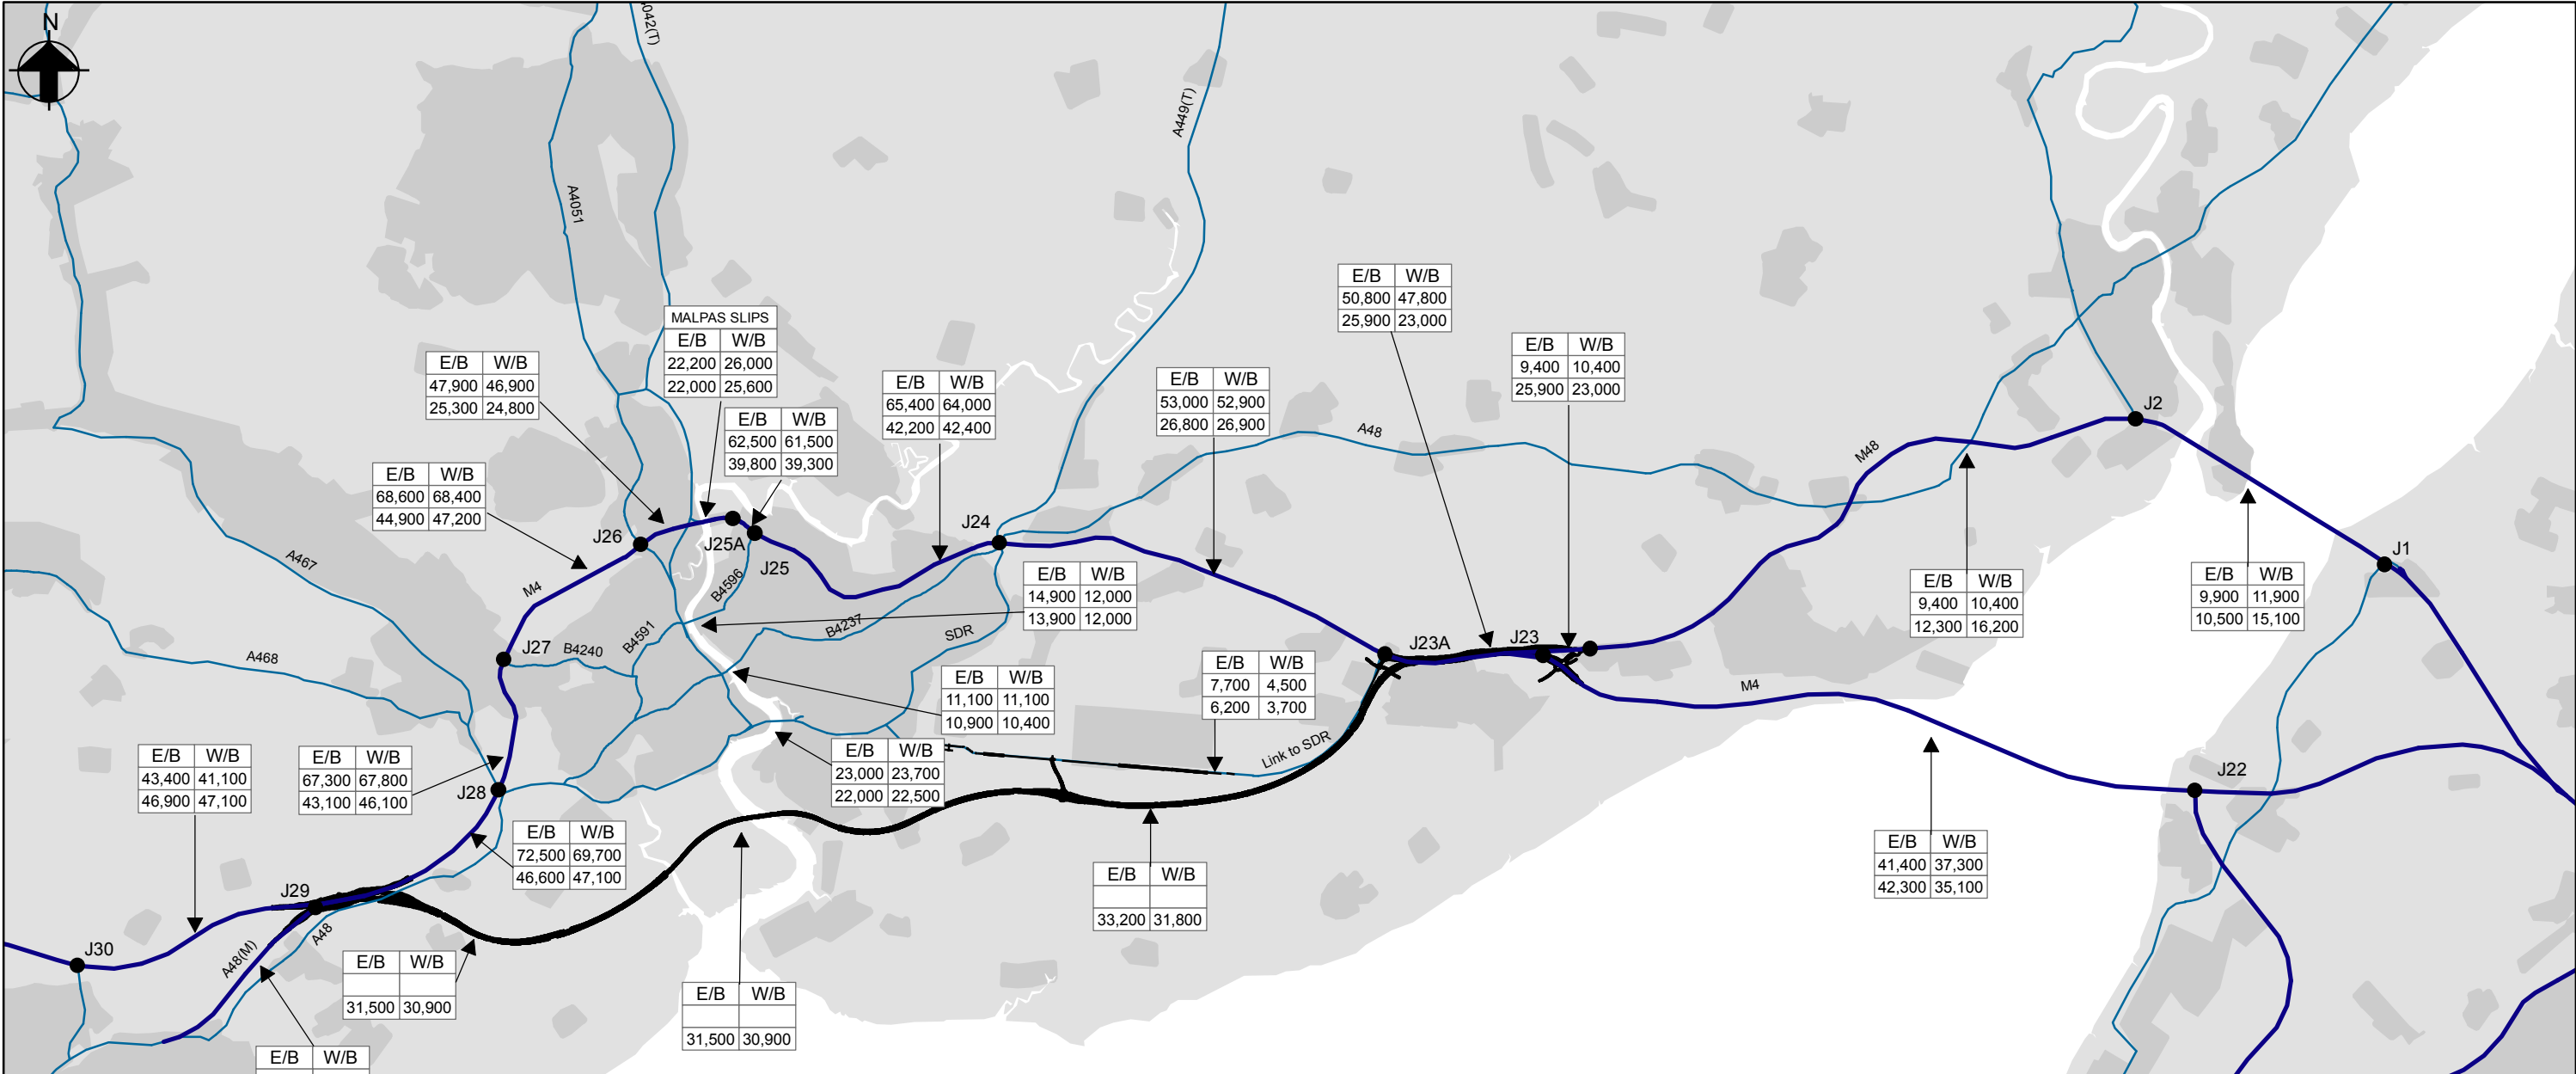 N
A042(T)
A449(T)
A4051
E/B W/B
50,800 47,800
25,900 23,000
MALPAS SLIPS
E/B W/B
22,200 26,000
22,000 25,600
E/B W/B
9,400 10,400
25,900 23,000
E/B W/B
47,900 46,900
25,300 24,800
E/B W/B
65,400 64,000
42,200 42,400
E/B W/B
53,000 52,900
26,800 26,900
E/B W/B
62,500 61,500
39,800 39,300
J2
A48
M48
E/B W/B
68,600 68,400
44,900 47,200
J24
J26
J25A
J25
J1
A467
M4
B4596
E/B W/B
14,900 12,000
13,900 12,000
E/B W/B
9,400 10,400
12,300 16,200
E/B W/B
9,900 11,900
10,500 15,100
B4237
B4591
SDR
J27
B4240
J23A
J23
A468
E/B W/B
7,700 4,500
6,200 3,700
E/B W/B
11,100 11,100
10,900 10,400
M4
Link to SDR
E/B W/B
43,400 41,100
46,900 47,100
E/B W/B
67,300 67,800
43,100 46,100
E/B W/B
23,000 23,700
22,000 22,500
J28
J22
E/B W/B
72,500 69,700
46,600 47,100
E/B W/B
41,400 37,300
42,300 35,100
E/B W/B
33,200 31,800
J29
A48
A48(M)
J30
E/B W/B
31,500 30,900
E/B W/B
31,500 30,900
E/B W/B